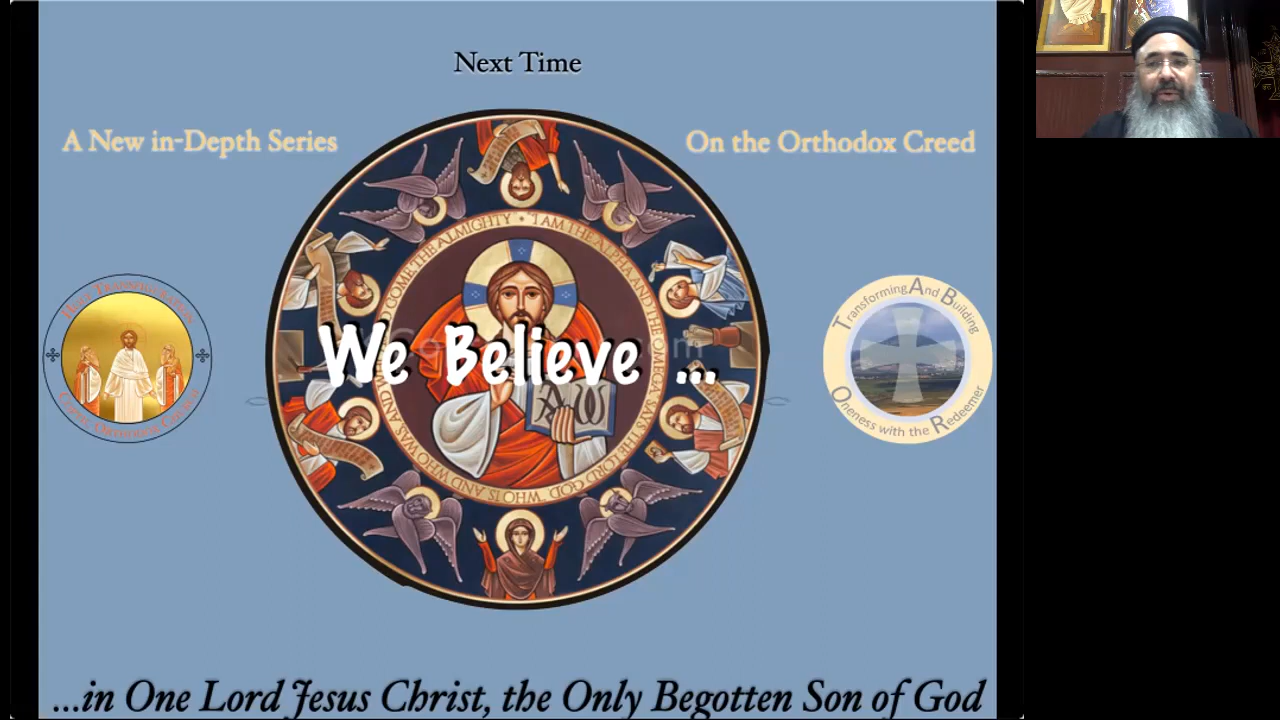 Next Time
A New in-Depth Series
On the Orthodox Creed
"I AM THE ALPHA AND THE OMEGA, SAYS THE LORD GOD, "WHO IS AND WHO WAS AND WHO IS TO COME THE ALMIGHTY •
We Believe ...
Transforming And Building
Oneness with the Redeemer
...in One Lord Jesus Christ, the Only Begotten Son of God